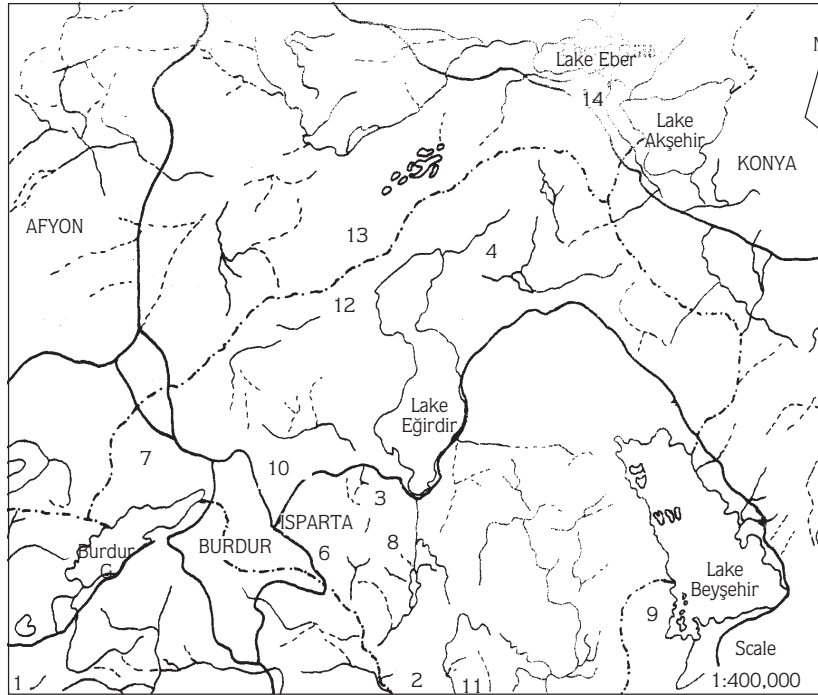 N
Lake Eber
14
Lake
Akşehir
KONYA
AFYON
13
4
12
Lake
Eğirdir
7
10
3
ISPARTA
BURDUR
6
8
Burdur
G
Lake
Beyşehir
9
Scale
1:400,000
1
2
11